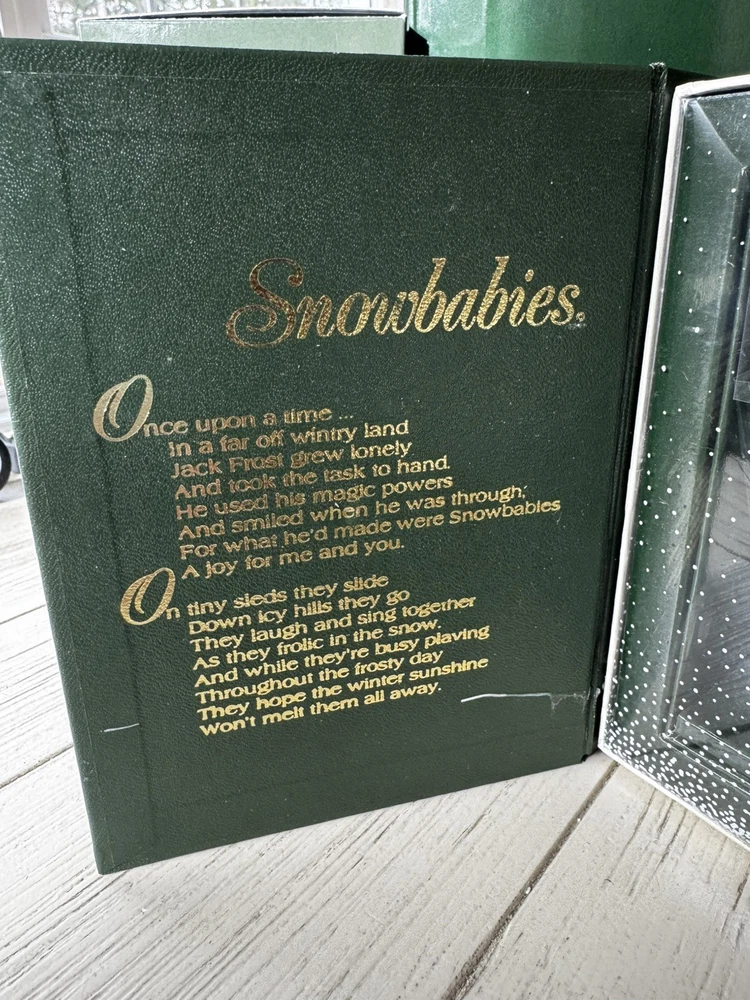 Snowbabies®
Once upon a time ...
In a far off wintry land
Jack Frost grew lonely
And took the task to hand.
He used his magic powers
And smiled when he was through,
For what he'd made were Snowbabies
A joy for me and you.
On tiny sleds they slide
Down icy hills they go
They laugh and sing together
As they frolic in the snow.
And while they're busy playing
Throughout the frosty day
They hope the winter sunshine
Won't melt them all away.